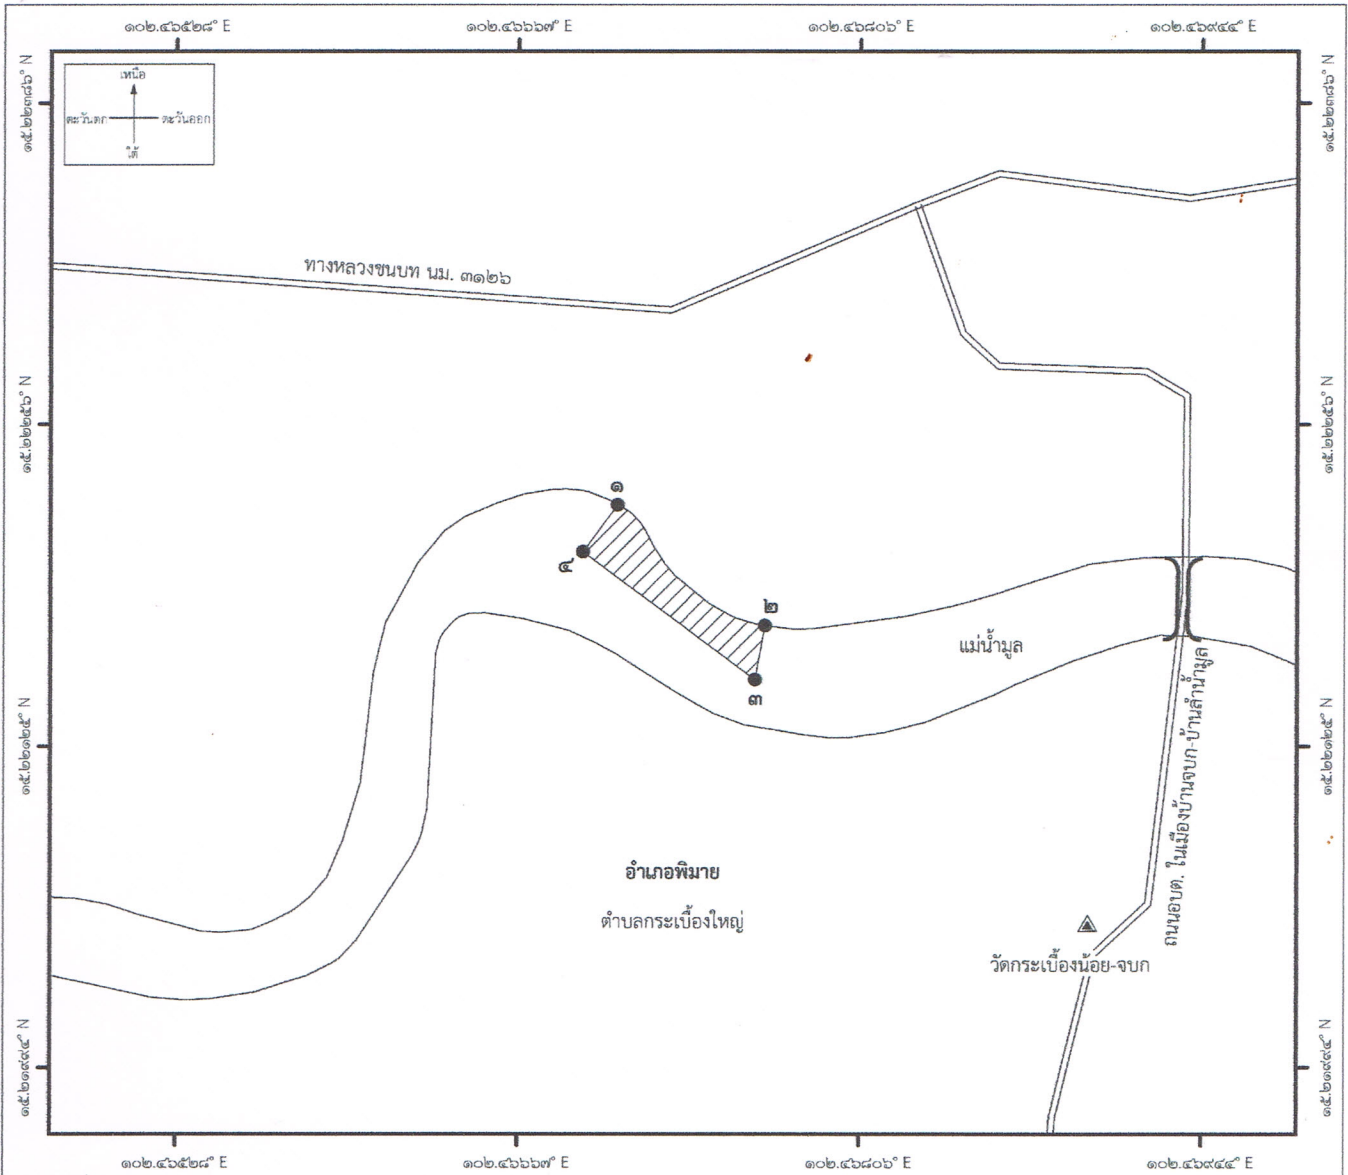 ๑๐๒.๔๖๕๒๘° E
๑๐๒.๔๖๖๖๗° E
๑๐๒.๔๖๘๐๖° E
๑๐๒.๔๖๙๔๔° E
๑๕.๒๒๓๘๖° N
๑๕.๒๒๓๘๖° N
เหนือ
ตะวันตก
ตะวันออก
ใต้
ทางหลวงชนบท นม. ๓๑๒๖
๑๕.๒๒๒๕๖° N
๑๕.๒๒๒๕๖° N
๑
๔
๒
แม่น้ำมูล
๓
๑๕.๒๒๑๒๕° N
๑๕.๒๒๑๒๕° N
ถนนอบต. ในเมืองบ้านจบก-บ้านลำน้ำมูล
อำเภอพิมาย
ตำบลกระเบื้องใหญ่
วัดกระเบื้องน้อย-จบก
๑๕.๒๑๙๙๔° N
๑๕.๒๑๙๙๔° N
๑๐๒.๔๖๕๒๘° E
๑๐๒.๔๖๖๖๗° E
๑๐๒.๔๖๘๐๖° E
๑๐๒.๔๖๙๔๔° E